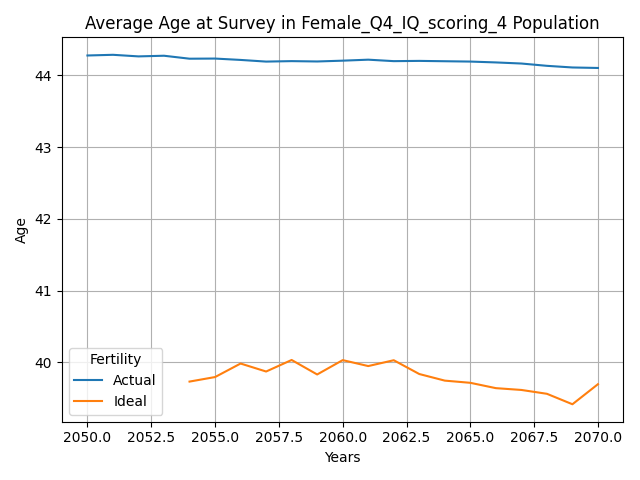 Average Age at Survey in Female_Q4_IQ_scoring_4 Population
44
43
42
41
40
Age
Fertility
Actual
Ideal
2050.0 2052.5 2055.0 2057.5 2060.0 2062.5 2065.0 2067.5 2070.0
Years